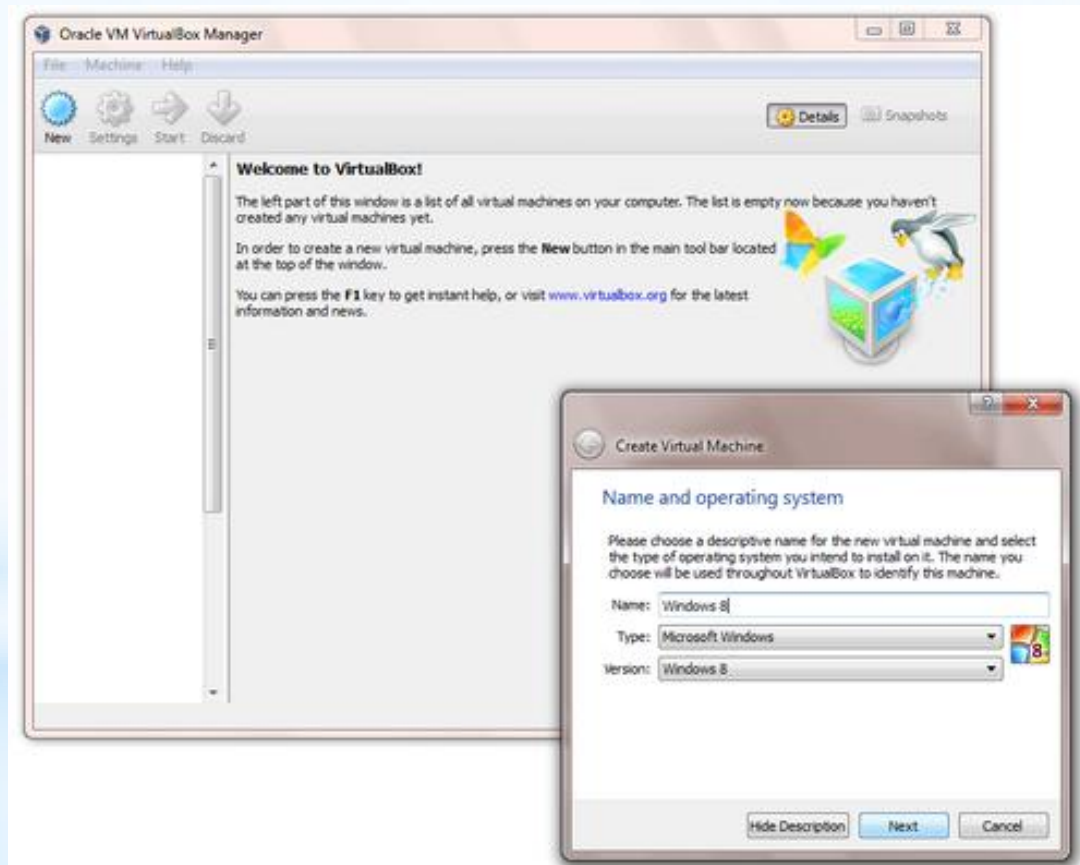 Oracle VM VirtualBox Manager
File Machine Help
New Settings Start Discard
Details Snapshots
Welcome to VirtualBox!
The left part of this window is a list of all virtual machines on your computer. The list is empty now because you haven't
created any virtual machines yet.
In order to create a new virtual machine, press the New button in the main tool bar located
at the top of the window.
You can press the F1 key to get instant help, or visit www.virtualbox.org for the latest
information and news.
Create Virtual Machine
Name and operating system
Please choose a descriptive name for the new virtual machine and select
the type of operating system you intend to install on it. The name you
choose will be used throughout VirtualBox to identify this machine.
Name: Windows 8
Type: Microsoft Windows
8
Version: Windows 8
Hide Description Next Cancel